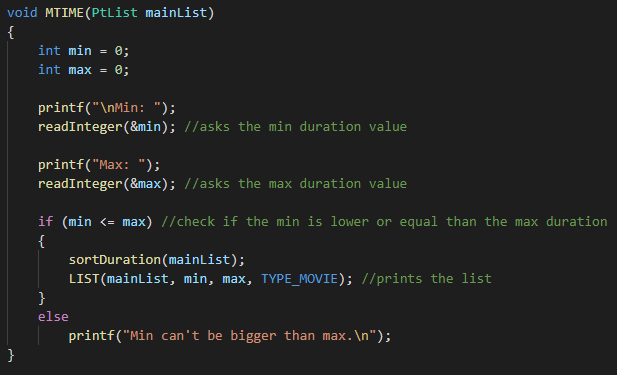 void MTIME(PtList mainList)
{
    int min = 0;
    int max = 0;

    printf("\nMin: ");
    readInteger(&min); //asks the min duration value

    printf("Max: ");
    readInteger(&max); //asks the max duration value

    if (min <= max) //check if the min is lower or equal than the max duration
    {
        sortDuration(mainList);
        LIST(mainList, min, max, TYPE_MOVIE); //prints the list
    }
    else
        printf("Min can't be bigger than max.\n");
}